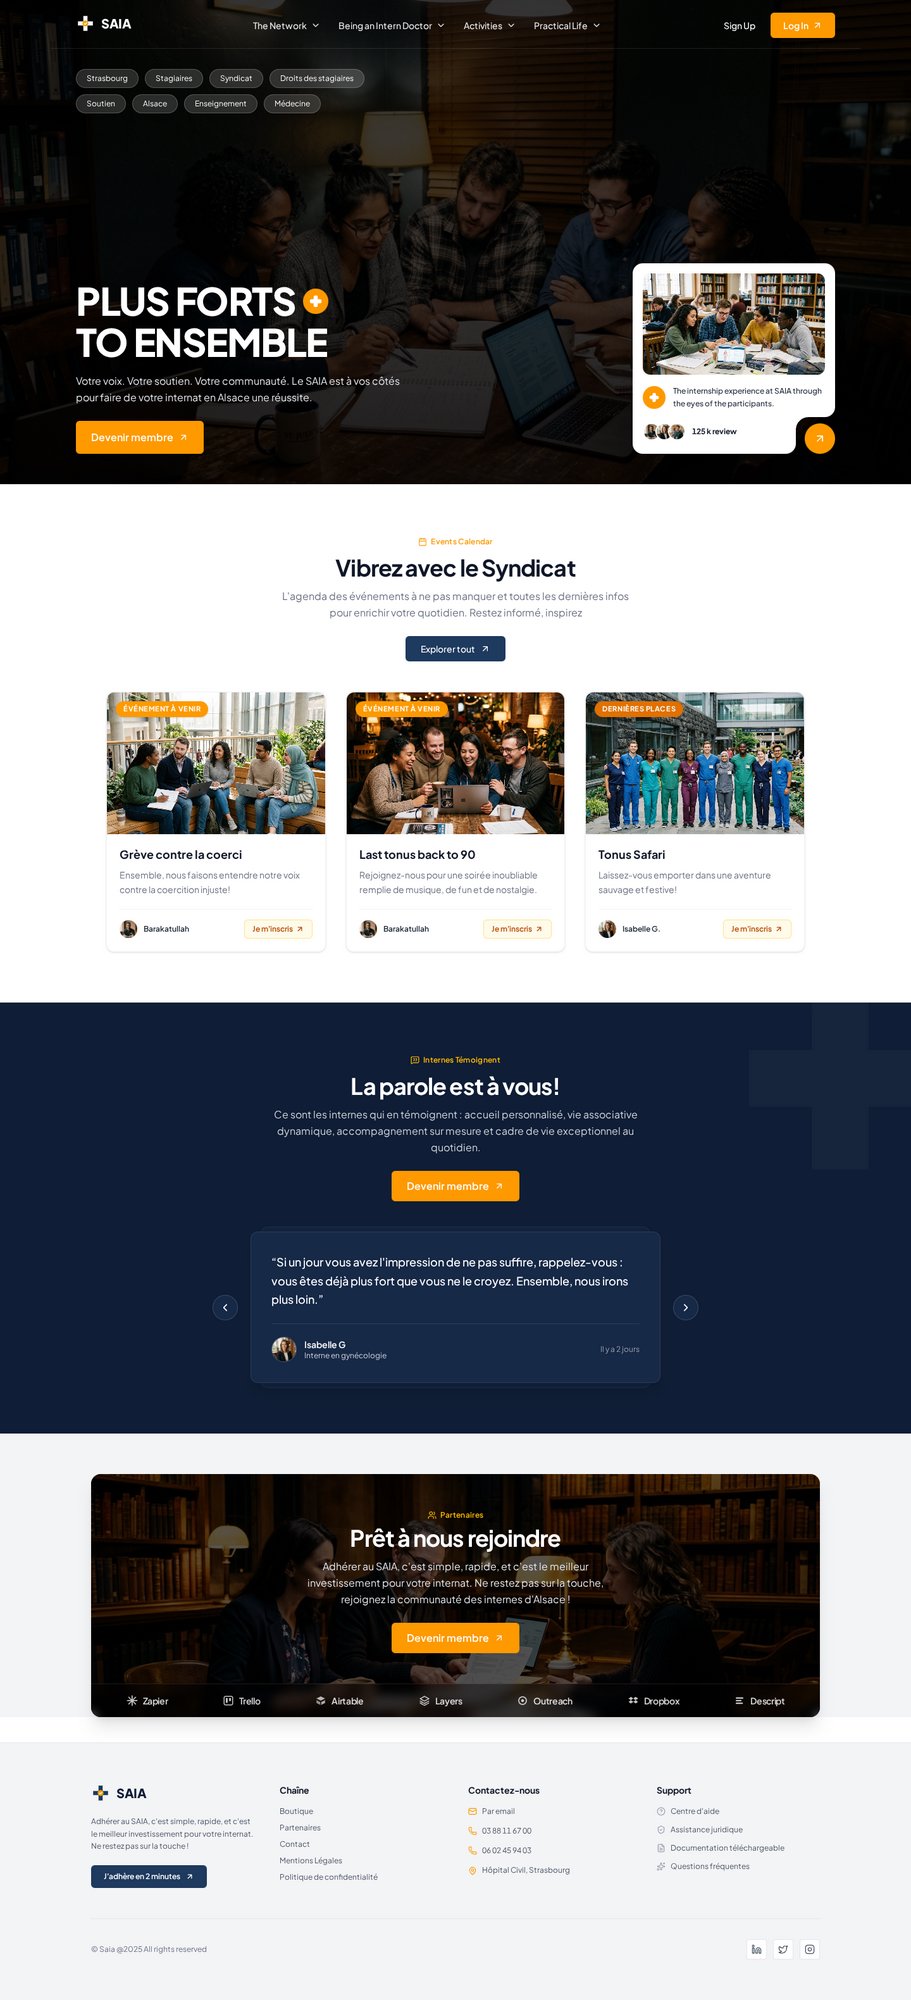 SAIA
The Network
Being an Intern Doctor
Activities
Practical Life
Sign Up
Log In
Strasbourg
Stagiaires
Syndicat
Droits des stagiaires
Soutien
Alsace
Enseignement
Médecine
PLUS FORTS
TO ENSEMBLE
Votre voix. Votre soutien. Votre communauté. Le SAIA est à vos côtés
pour faire de votre internat en Alsace une réussite.
Devenir membre
The internship experience at SAIA through
the eyes of the participants.
125 k review
Events Calendar
Vibrez avec le Syndicat
L'agenda des événements à ne pas manquer et toutes les dernières infos
pour enrichir votre quotidien. Restez informé, inspirez
Explorer tout
ÉVÉNEMENT À VENIR
Grève contre la coerci
Ensemble, nous faisons entendre notre voix
contre la coercition injuste!
Barakatullah
Je m'inscris
ÉVÉNEMENT À VENIR
Last tonus back to 90
Rejoignez-nous pour une soirée inoubliable
remplie de musique, de fun et de nostalgie.
Barakatullah
Je m'inscris
DERNIÈRES PLACES
Tonus Safari
Laissez-vous emporter dans une aventure
sauvage et festive!
Isabelle G.
Je m'inscris
Internes Témoignent
La parole est à vous!
Ce sont les internes qui en témoignent : accueil personnalisé, vie associative
dynamique, accompagnement sur mesure et cadre de vie exceptionnel au
quotidien.
Devenir membre
“Si un jour vous avez l'impression de ne pas suffire, rappelez-vous :
vous êtes déjà plus fort que vous ne le croyez. Ensemble, nous irons
plus loin.”
Isabelle G
Interne en gynécologie
Il y a 2 jours
Partenaires
Prêt à nous rejoindre
Adhérer au SAIA, c'est simple, rapide, et c'est le meilleur
investissement pour votre internat. Ne restez pas sur la touche,
rejoignez la communauté des internes d'Alsace !
Devenir membre
Zapier
Trello
Airtable
Layers
Outreach
Dropbox
Descript
SAIA
Adhérer au SAIA, c'est simple, rapide, et c'est
le meilleur investissement pour votre internat.
Ne restez pas sur la touche !
J'adhère en 2 minutes
Chaîne
Boutique
Partenaires
Contact
Mentions Légales
Politique de confidentialité
Contactez-nous
Par email
03 88 11 67 00
06 02 45 94 03
Hôpital Civil, Strasbourg
Support
Centre d'aide
Assistance juridique
Documentation téléchargeable
Questions fréquentes
© Saia @2025 All rights reserved